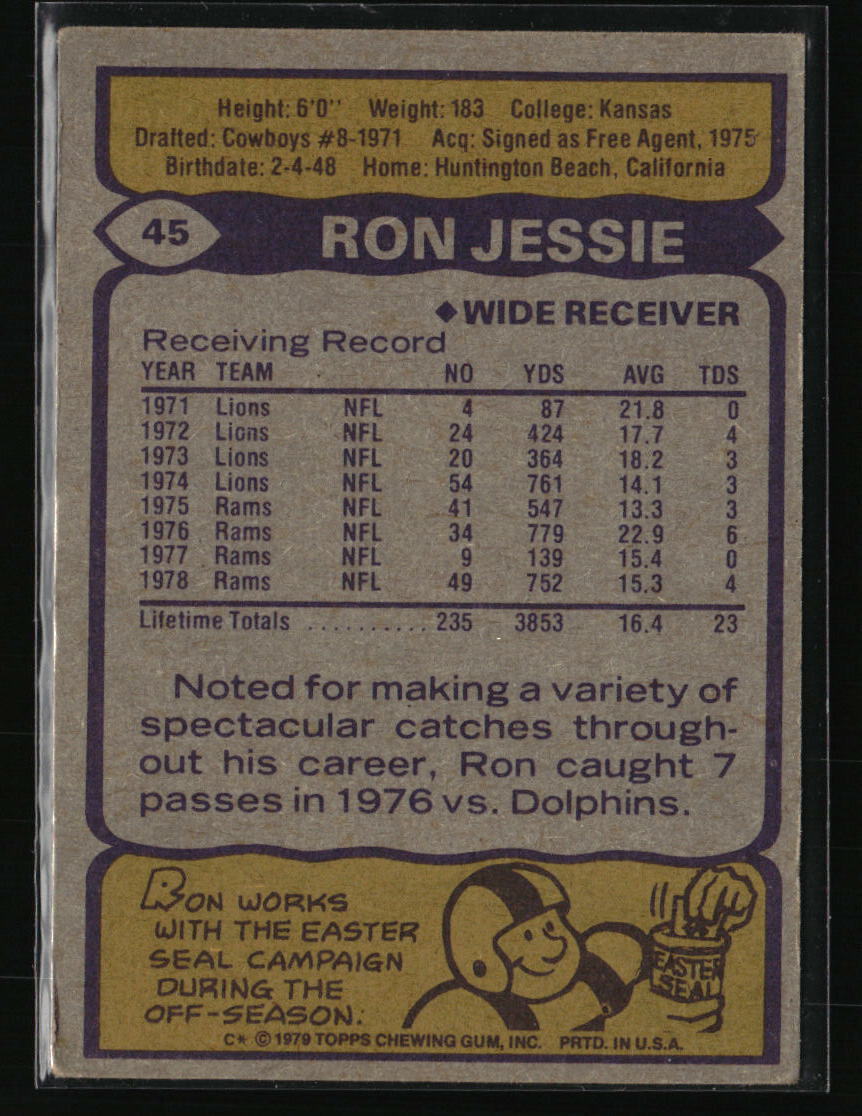 Height: 6'0'' Weight: 183 College: Kansas
Drafted: Cowboys #8-1971 Acq: Signed as Free Agent, 1975
Birthdate: 2-4-48 Home: Huntington Beach, California
45 RON JESSIE
◆WIDE RECEIVER
Receiving Record
YEAR TEAM NO YDS AVG TDS
1971 Lions NFL 4 87 21.8 0
1972 Lions NFL 24 424 17.7 4
1973 Lions NFL 20 364 18.2 3
1974 Lions NFL 54 761 14.1 3
1975 Rams NFL 41 547 13.3 3
1976 Rams NFL 34 779 22.9 6
1977 Rams NFL 9 139 15.4 0
1978 Rams NFL 49 752 15.3 4
Lifetime Totals .......... 235 3853 16.4 23
Noted for making a variety of
spectacular catches through-
out his career, Ron caught 7
passes in 1976 vs. Dolphins.
RON WORKS
WITH THE EASTER
SEAL CAMPAIGN
DURING THE
OFF-SEASON.
EASTER
SEAL
C* © 1979 TOPPS CHEWING GUM, INC. PRTD. IN U.S.A.